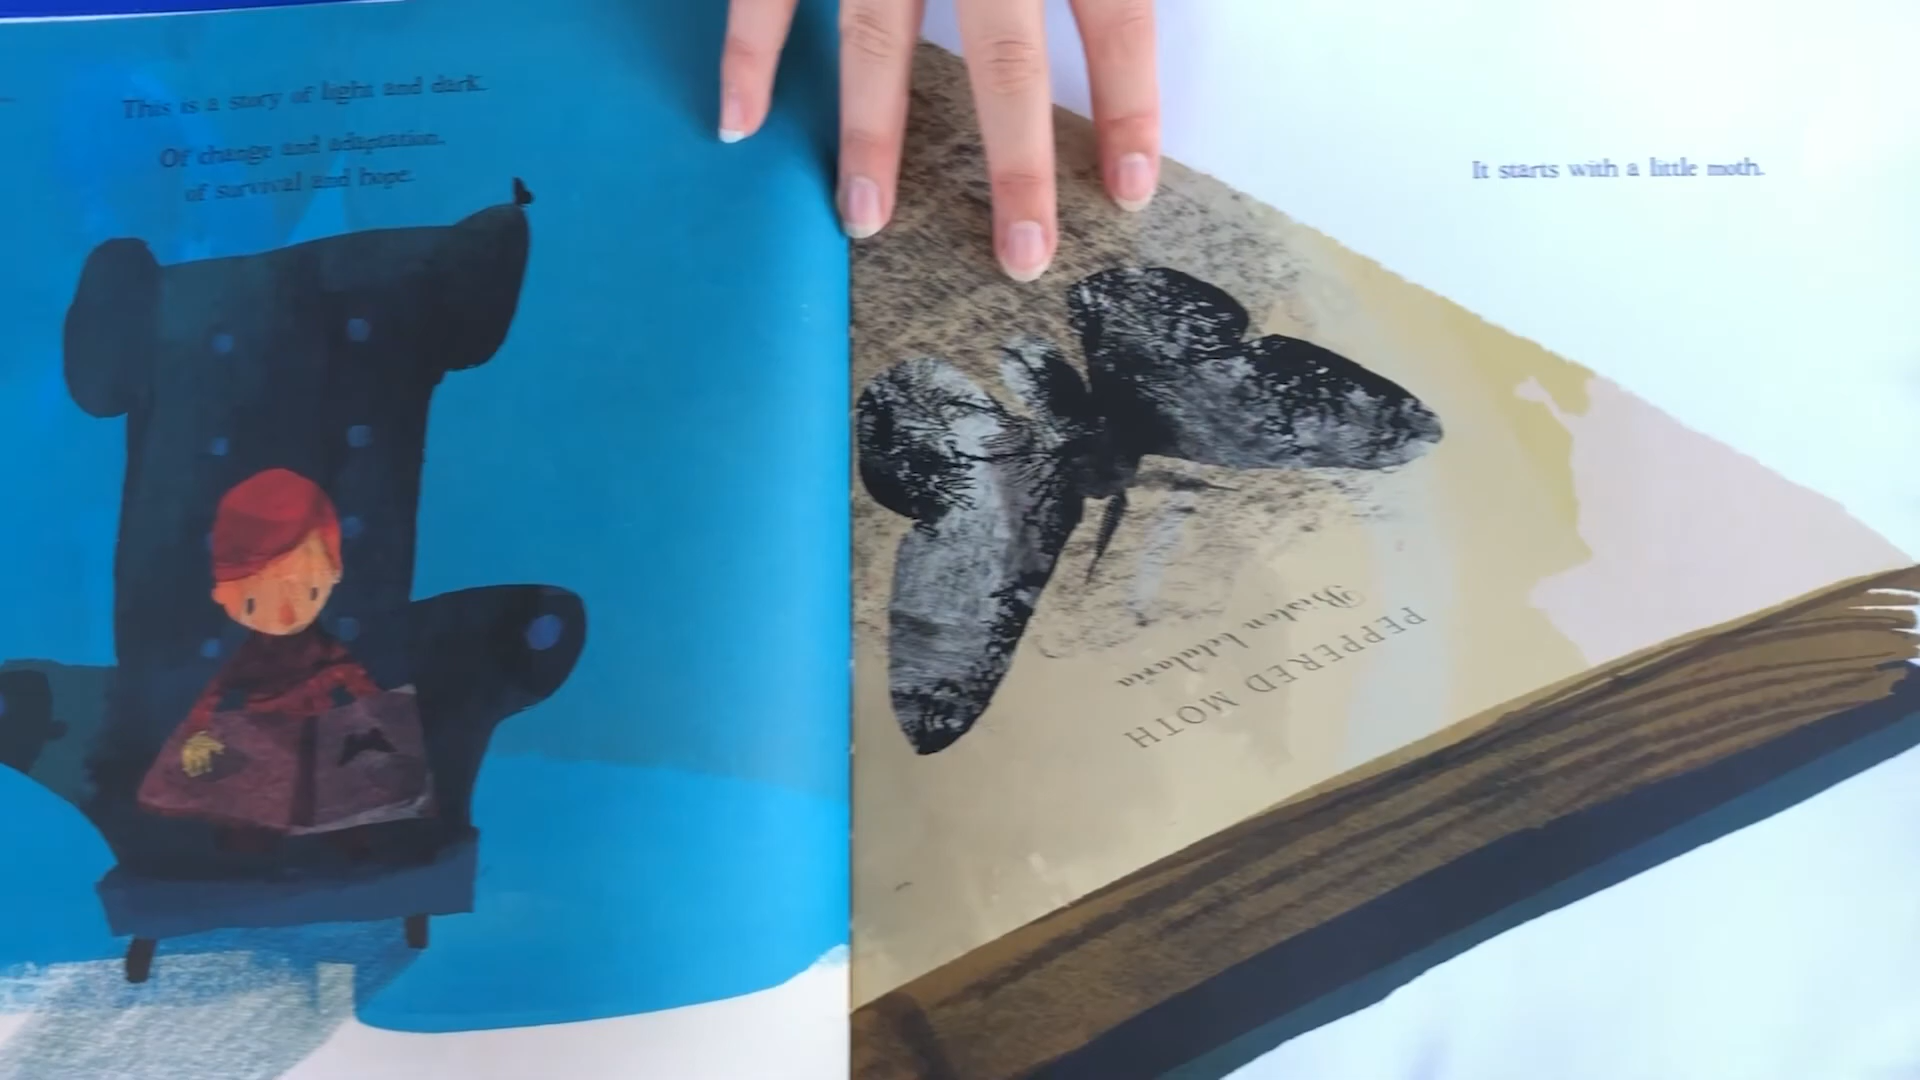 This is a story of light and dark.
Of change and adaptation,
of survival and hope.
It starts with a little moth.
PEPPERED MOTH
Biston betularia